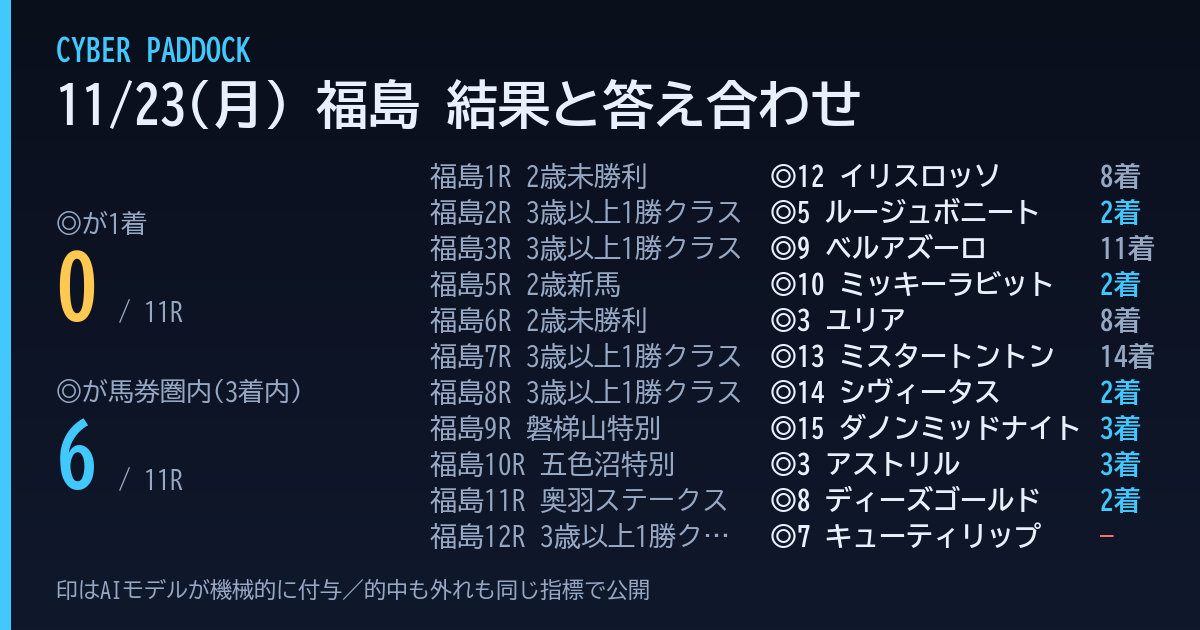 CYBER PADDOCK
11/23(月) 福島 結果と答え合わせ
◎が1着
0 / 11R
◎が馬券圏内(3着内)
6 / 11R
福島1R 2歳未勝利 ◎12 イリスロッソ 8着
福島2R 3歳以上1勝クラス ◎5 ルージュボニート 2着
福島3R 3歳以上1勝クラス ◎9 ベルアズーロ 11着
福島5R 2歳新馬 ◎10 ミッキーラビット 2着
福島6R 2歳未勝利 ◎3 ユリア 8着
福島7R 3歳以上1勝クラス ◎13 ミスタートントン 14着
福島8R 3歳以上1勝クラス ◎14 シヴィータス 2着
福島9R 磐梯山特別 ◎15 ダノンミッドナイト 3着
福島10R 五色沼特別 ◎3 アストリル 3着
福島11R 奥羽ステークス ◎8 ディーズゴールド 2着
福島12R 3歳以上1勝ク… ◎7 キューティリップ –
印はAIモデルが機械的に付与／的中も外れも同じ指標で公開